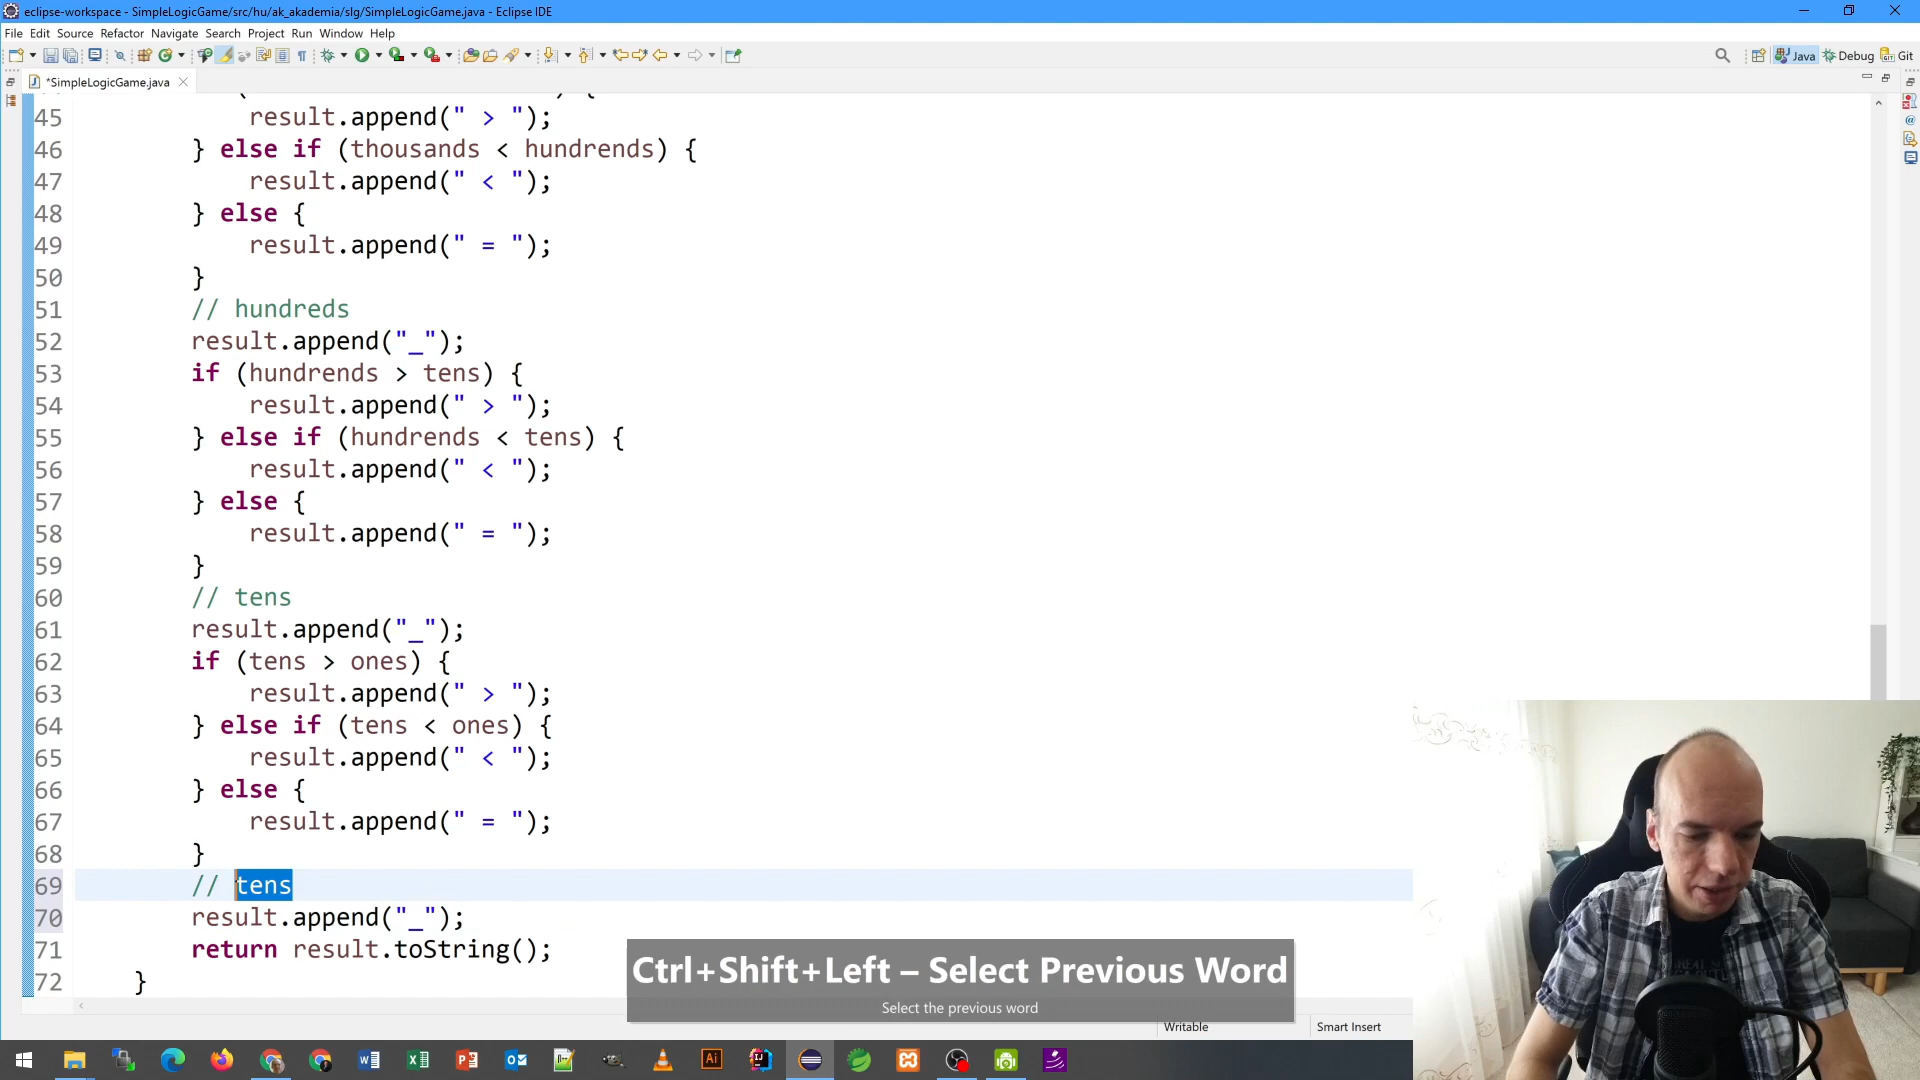 eclipse-workspace - SimpleLogicGame/src/hu/ak_akademia/slg/SimpleLogicGame.java - Eclipse IDE
File Edit Source Refactor Navigate Search Project Run Window Help
Java Debug Git
*SimpleLogicGame.java
45 result.append(" > ");
46 } else if (thousands < hundrends) {
47 result.append(" < ");
48 } else {
49 result.append(" = ");
50 }
51 // hundreds
52 result.append("_");
53 if (hundrends > tens) {
54 result.append(" > ");
55 } else if (hundrends < tens) {
56 result.append(" < ");
57 } else {
58 result.append(" = ");
59 }
60 // tens
61 result.append("_");
62 if (tens > ones) {
63 result.append(" > ");
64 } else if (tens < ones) {
65 result.append(" < ");
66 } else {
67 result.append(" = ");
68 }
69 // tens
70 result.append("_");
71 return result.toString();
72 }
Ctrl+Shift+Left – Select Previous Word
Select the previous word
Writable Smart Insert